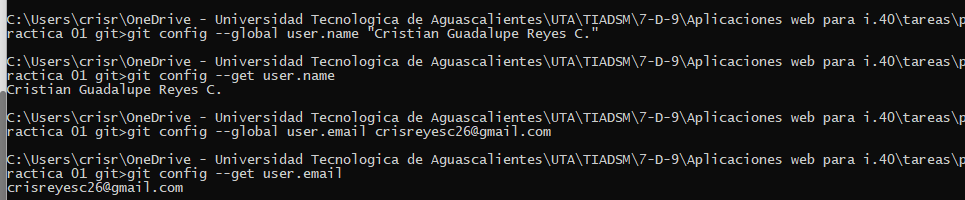 C:\Users\crisr\OneDrive - Universidad Tecnologica de Aguascalientes\UTA\TIADSM\7-D-9\Aplicaciones web para i.40\tareas\p
ractica 01 git>git config --global user.name "Cristian Guadalupe Reyes C."
C:\Users\crisr\OneDrive - Universidad Tecnologica de Aguascalientes\UTA\TIADSM\7-D-9\Aplicaciones web para i.40\tareas\p
ractica 01 git>git config --get user.name
Cristian Guadalupe Reyes C.
C:\Users\crisr\OneDrive - Universidad Tecnologica de Aguascalientes\UTA\TIADSM\7-D-9\Aplicaciones web para i.40\tareas\p
ractica 01 git>git config --global user.email crisreyesc26@gmail.com
C:\Users\crisr\OneDrive - Universidad Tecnologica de Aguascalientes\UTA\TIADSM\7-D-9\Aplicaciones web para i.40\tareas\p
ractica 01 git>git config --get user.email
crisreyesc26@gmail.com